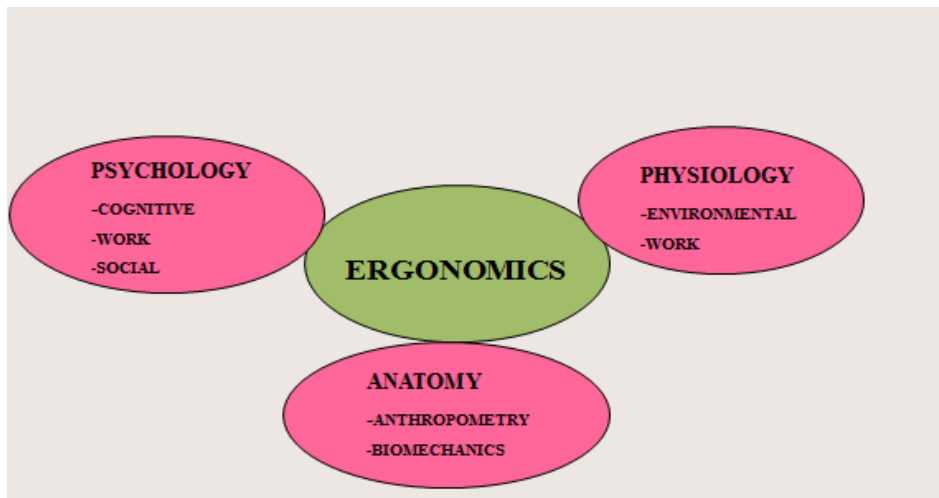 PSYCHOLOGY
-COGNITIVE
-WORK
-SOCIAL
PHYSIOLOGY
-ENVIRONMENTAL
-WORK
ERGONOMICS
ANATOMY
-ANTHROPOMETRY
-BIOMECHANICS